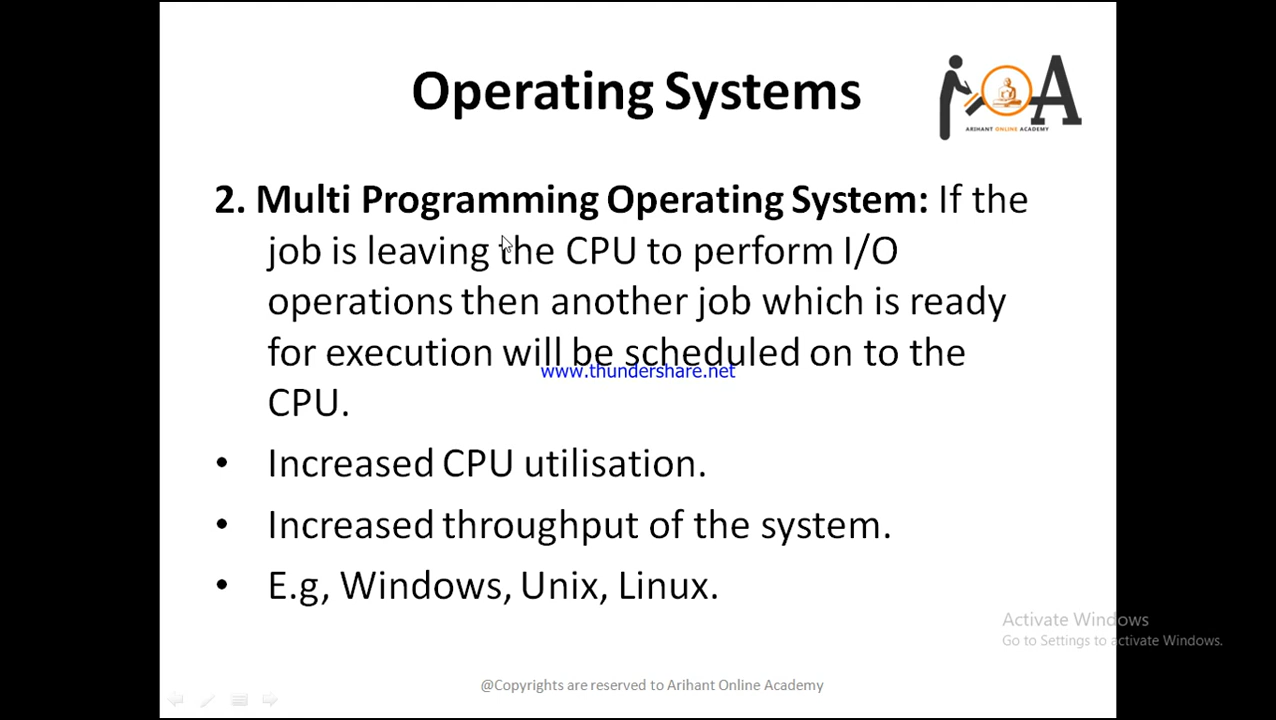 Operating Systems
A
ARIHANT ONLINE ACADEMY
2. Multi Programming Operating System: If the
job is leaving the CPU to perform I/O
operations then another job which is ready
for execution will be scheduled on to the
www.thundershare.net
CPU.
• Increased CPU utilisation.
• Increased throughput of the system.
• E.g, Windows, Unix, Linux.
Activate Windows
Go to Settings to activate Windows.
@Copyrights are reserved to Arihant Online Academy